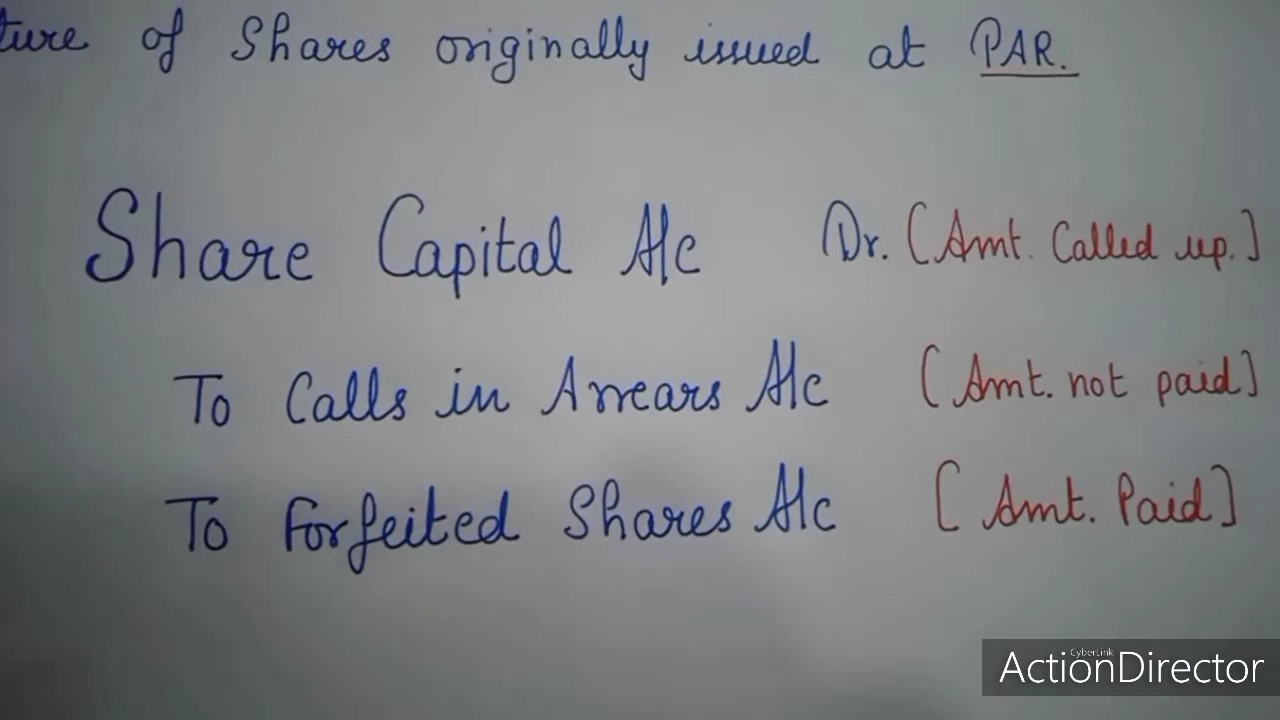 ture of Shares originally issued at PAR.
Share Capital A/c Dr. [Amt. Called up.]
To Calls in Arrears A/c [Amt. not paid]
To Forfeited Shares A/c [Amt. Paid]
CyberLink
ActionDirector